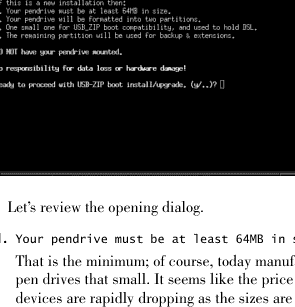 f this is a new installation then:
. Your pendrive must be at least 64MB in size.
. Your pendrive will be formatted into two partitions.
. One small one for USB_ZIP boot compatibility, and used to hold DSL.
. The remaining partition will be used for backup & extensions.
O NOT have your pendrive mounted.
o responsibility for data loss or hardware damage!
eady to proceed with USB-ZIP boot install/upgrade. (y/..)?
Let’s review the opening dialog.
. Your pendrive must be at least 64MB in s
That is the minimum; of course, today manuf
pen drives that small. It seems like the price
devices are rapidly dropping as the sizes are